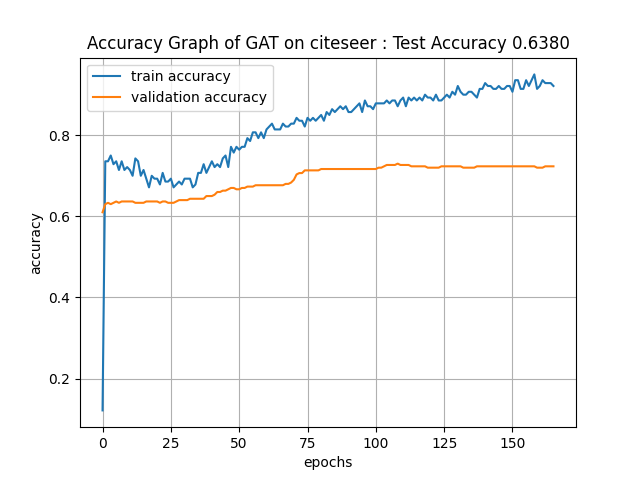 Accuracy Graph of GAT on citeseer : Test Accuracy 0.6380
train accuracy
validation accuracy
0.8
0.6
0.4
0.2
accuracy
0 25 50 75 100 125 150
epochs